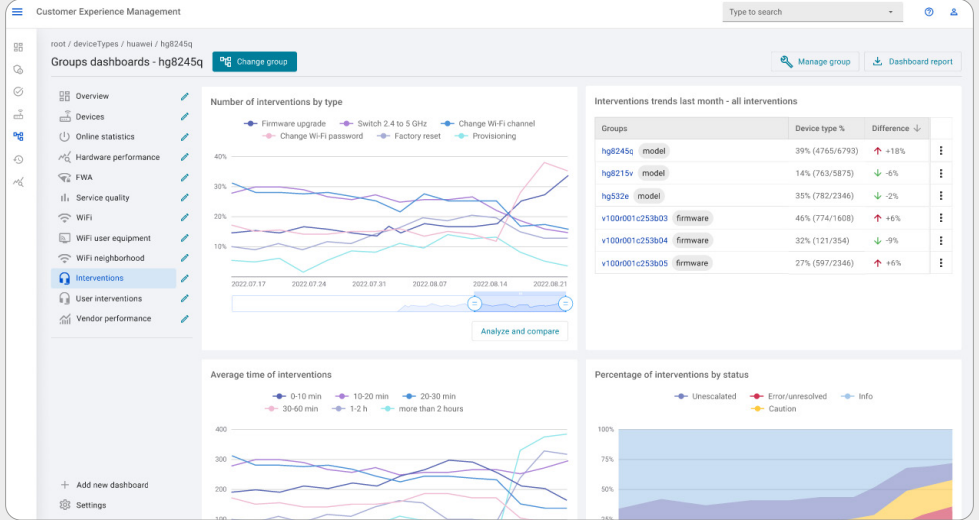 Customer Experience Management
Type to search
root / deviceTypes / huawei / hg8245q
Groups dashboards - hg8245q
Change group
Manage group
Dashboard report
Overview
Devices
Online statistics
Hardware performance
FWA
Service quality
WiFi
WiFi user equipment
WiFi neighborhood
Interventions
User interventions
Vendor performance
Add new dashboard
Settings
Number of interventions by type
Firmware upgrade Switch 2.4 to 5 GHz Change Wi-Fi channel
Change Wi-Fi password Factory reset Provisioning
40%
30%
20%
10%
2022.07.17 2022.07.24 2022.07.31 2022.08.07 2022.08.14 2022.08.21
Analyze and compare
Interventions trends last month - all interventions
Groups Device type % Difference
hg8245q model 39% (4765/6793) +18%
hg8215v model 14% (763/5875) -6%
hg532e model 35% (782/2346) -2%
v100r001c253b03 firmware 46% (774/1608) +6%
v100r001c253b04 firmware 32% (121/354) -9%
v100r001c253b05 firmware 27% (597/2346) +6%
Average time of interventions
0-10 min 10-20 min 20-30 min
30-60 min 1-2 h more than 2 hours
400
300
200
100
Percentage of interventions by status
Unescalated Error/unresolved Info
Caution
100%
75%
50%
25%